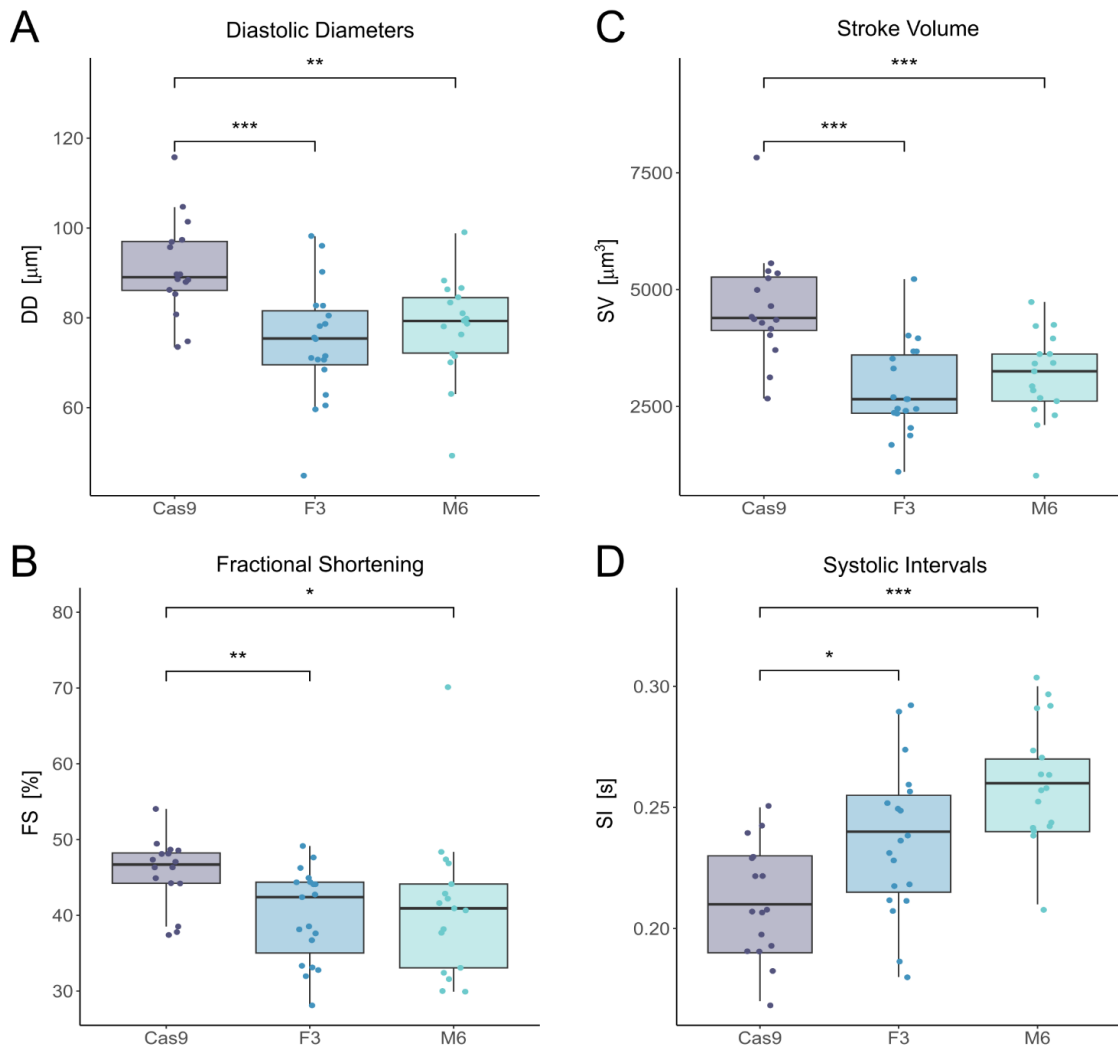 A
Diastolic Diameters
**
***
120
100
80
60
DD [μm]
Cas9 F3 M6
C
Stroke Volume
***
***
7500
5000
2500
SV [μm³]
Cas9 F3 M6
B
Fractional Shortening
*
**
80
70
60
50
40
30
FS [%]
Cas9 F3 M6
D
Systolic Intervals
***
*
0.30
0.25
0.20
SI [s]
Cas9 F3 M6